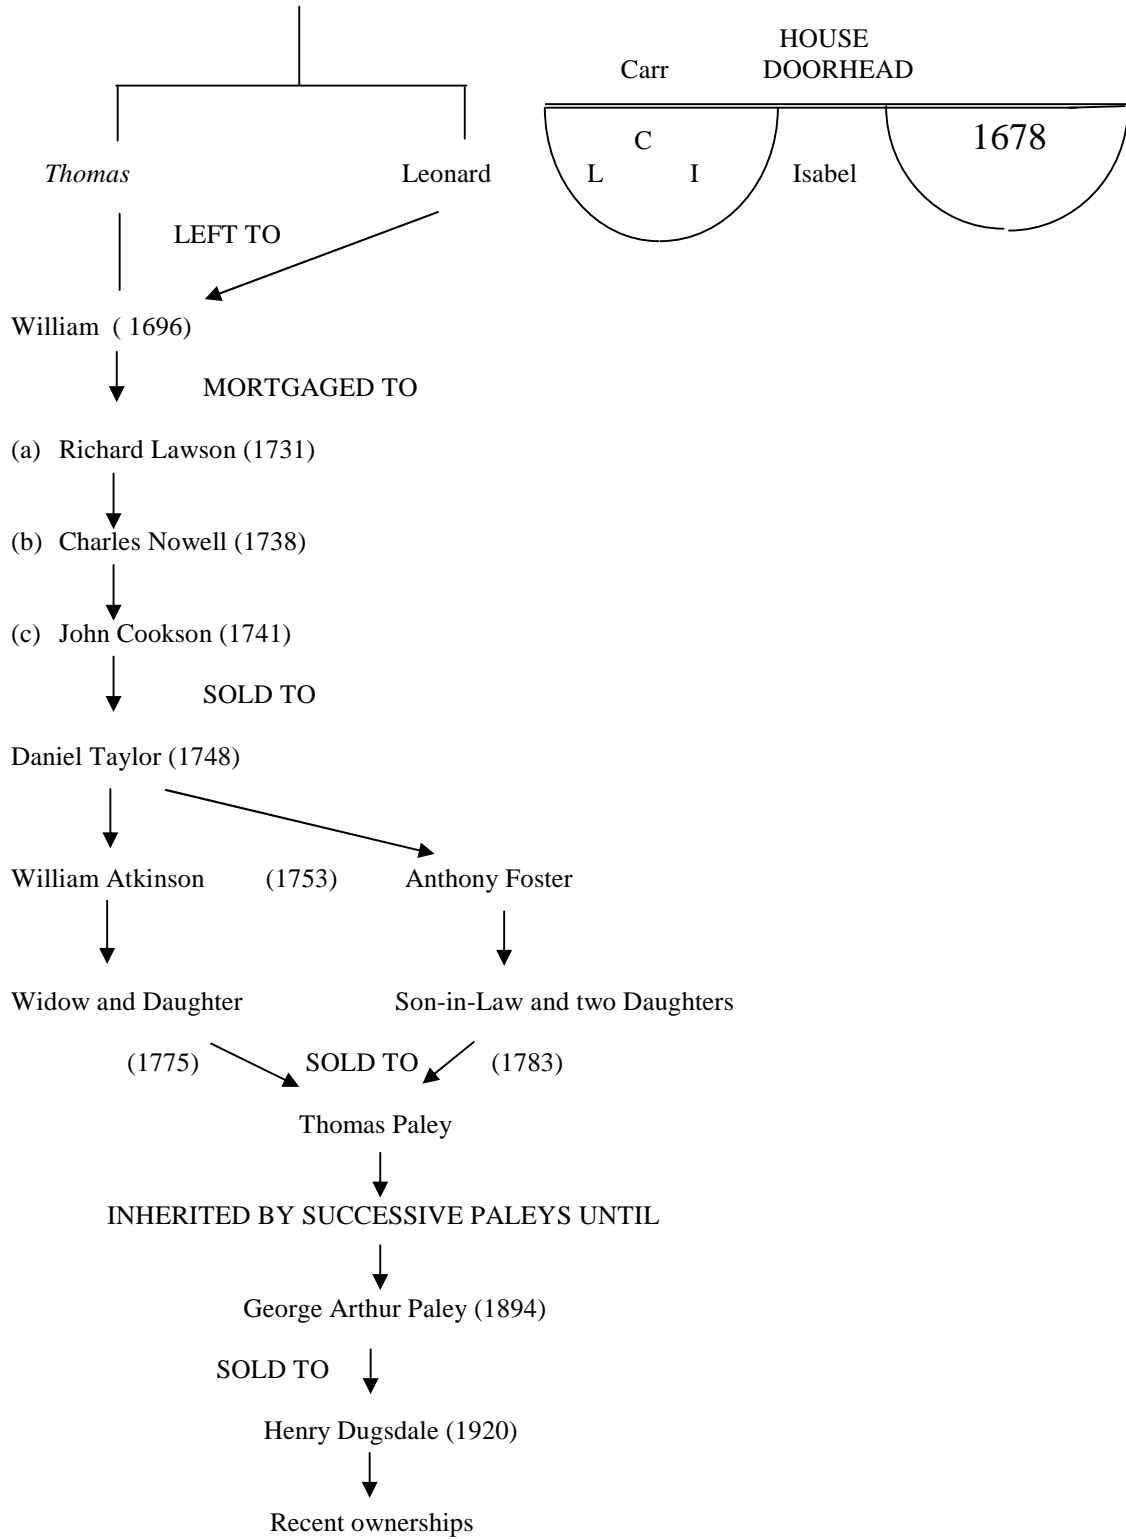 HOUSE
Carr DOORHEAD
C
1678
Thomas Leonard L I Isabel
LEFT TO
William ( 1696)
MORTGAGED TO
(a) Richard Lawson (1731)
(b) Charles Nowell (1738)
(c) John Cookson (1741)
SOLD TO
Daniel Taylor (1748)
William Atkinson (1753) Anthony Foster
Widow and Daughter Son-in-Law and two Daughters
(1775) SOLD TO (1783)
Thomas Paley
INHERITED BY SUCCESSIVE PALEYS UNTIL
George Arthur Paley (1894)
SOLD TO
Henry Dugsdale (1920)
Recent ownerships